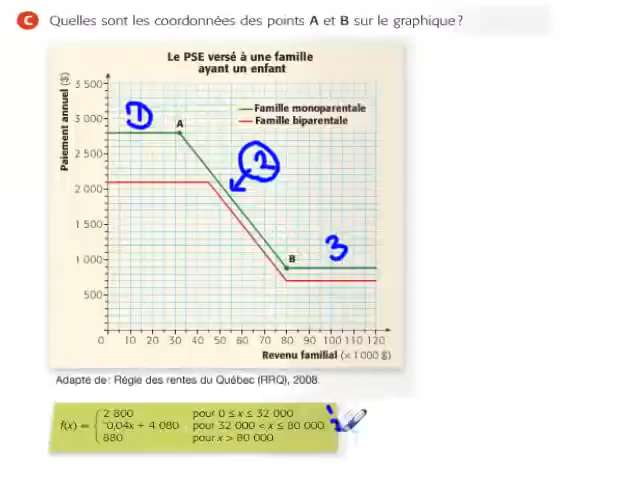 C Quelles sont les coordonnées des points A et B sur le graphique?
Le PSE versé à une famille
ayant un enfant
Paiement annuel ($)
3 500
3 000
2 500
2 000
1 500
1 000
500
0 10 20 30 40 50 60 70 80 90 100 110 120
Revenu familial (× 1 000 $)
Famille monoparentale
Famille biparentale
A
B
1
2
3
Adapté de: Régie des rentes du Québec (RRQ), 2008.
f(x) =
2 800 pour 0 ≤ x ≤ 32 000
⁻0,04x + 4 080 pour 32 000 < x ≤ 80 000
880 pour x > 80 000
1
2